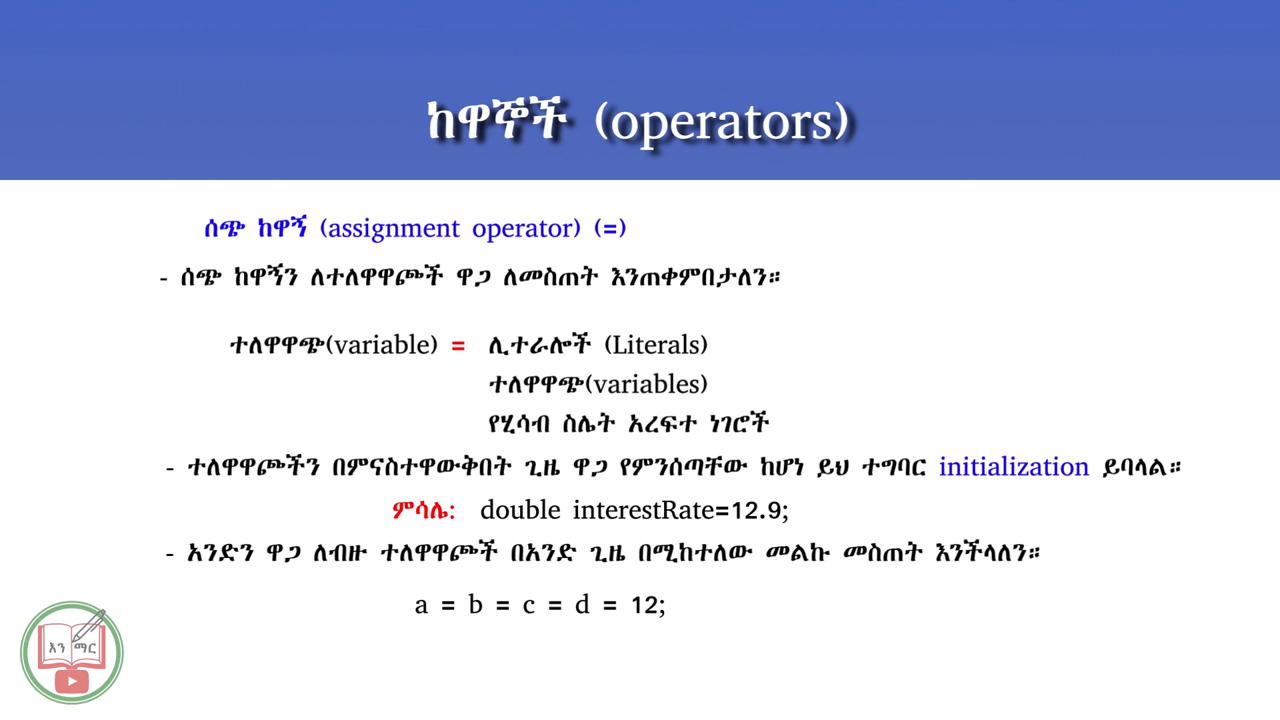 ከዋኞች (operators)
ሰጭ ከዋኝ (assignment operator) (=)
- ሰጭ ከዋኝን ለተለዋዋጮች ዋጋ ለመስጠት እንጠቀምበታለን።
ተለዋዋጭ(variable) = ሊተራሎች (Literals)
ተለዋዋጭ(variables)
የሂሳብ ስሌት አረፍተ ነገሮች
- ተለዋዋጮችን በምናስተዋውቅበት ጊዜ ዋጋ የምንሰጣቸው ከሆነ ይህ ተግባር initialization ይባላል።
ምሳሌ: double interestRate=12.9;
- አንድን ዋጋ ለብዙ ተለዋዋጮች በአንድ ጊዜ በሚከተለው መልኩ መስጠት እንችላለን።
a = b = c = d = 12;
እን ማር